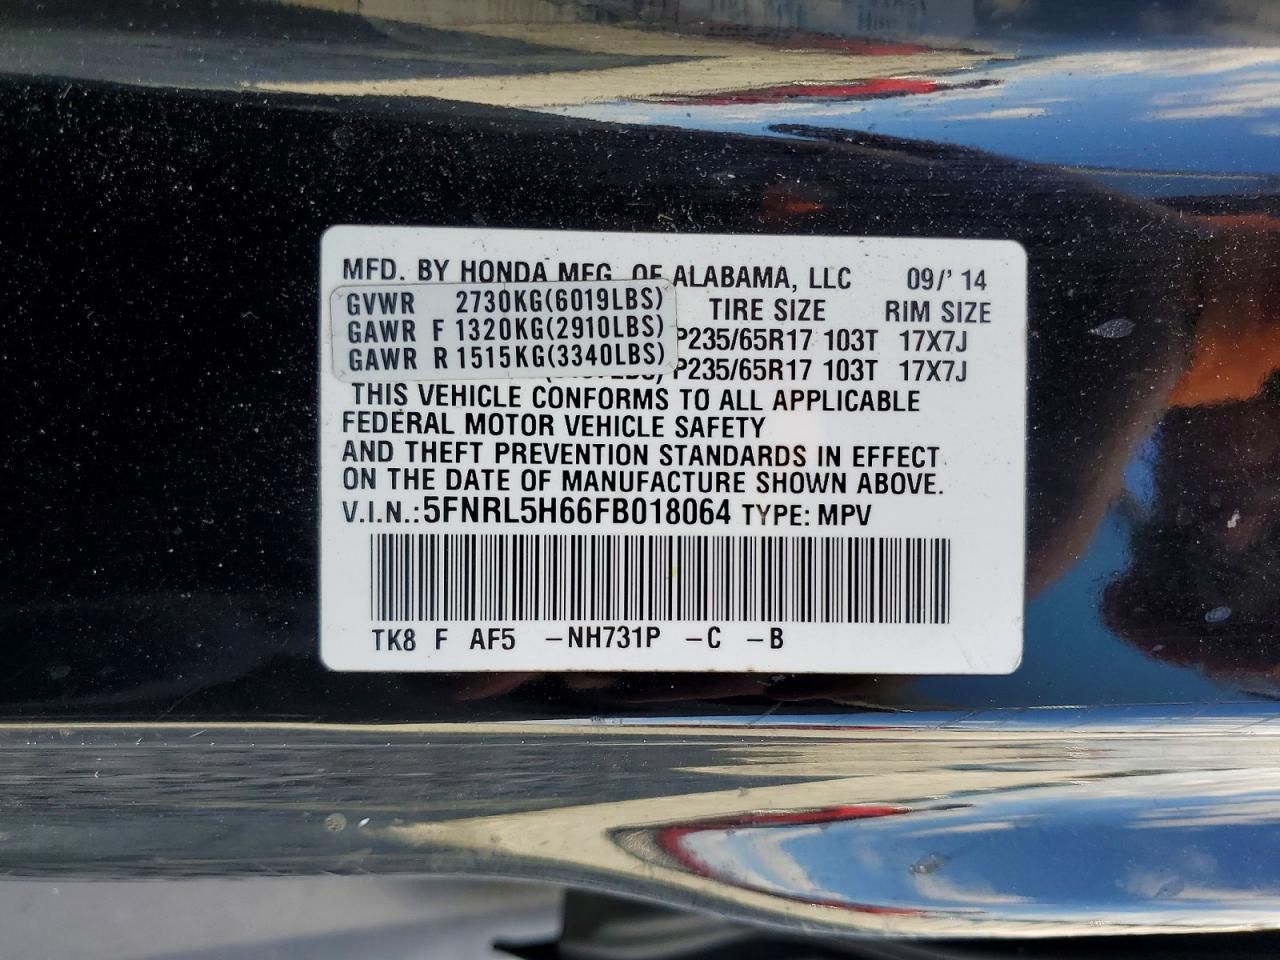 MFD. BY HONDA MFG. OF ALABAMA, LLC 09/' 14
GVWR 2730KG(6019LBS) TIRE SIZE RIM SIZE
GAWR F 1320KG(2910LBS) P235/65R17 103T 17X7J
GAWR R 1515KG(3340LBS) P235/65R17 103T 17X7J
THIS VEHICLE CONFORMS TO ALL APPLICABLE
FEDERAL MOTOR VEHICLE SAFETY
AND THEFT PREVENTION STANDARDS IN EFFECT
ON THE DATE OF MANUFACTURE SHOWN ABOVE.
V.I.N.: 5FNRL5H66FB018064 TYPE: MPV
TK8 F AF5 –NH731P –C –B